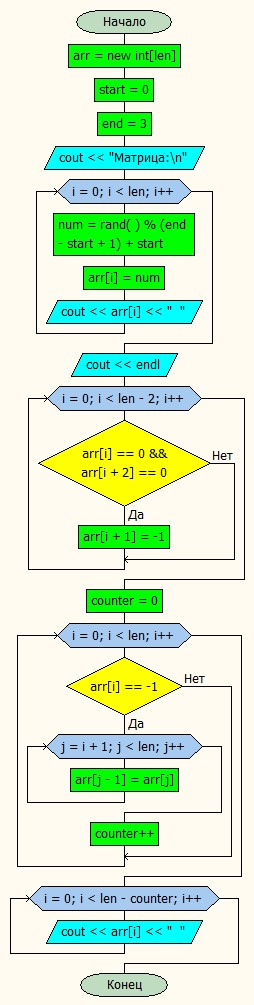 Начало
arr = new int[len]
start = 0
end = 3
cout << "Матрица:\n"
i = 0; i < len; i++
num = rand( ) % (end
- start + 1) + start
arr[i] = num
cout << arr[i] << "  "
cout << endl
i = 0; i < len - 2; i++
arr[i] == 0 &&
arr[i + 2] == 0
Нет
Да
arr[i + 1] = -1
counter = 0
i = 0; i < len; i++
arr[i] == -1
Нет
Да
j = i + 1; j < len; j++
arr[j - 1] = arr[j]
counter++
i = 0; i < len - counter; i++
cout << arr[i] << "  "
Конец